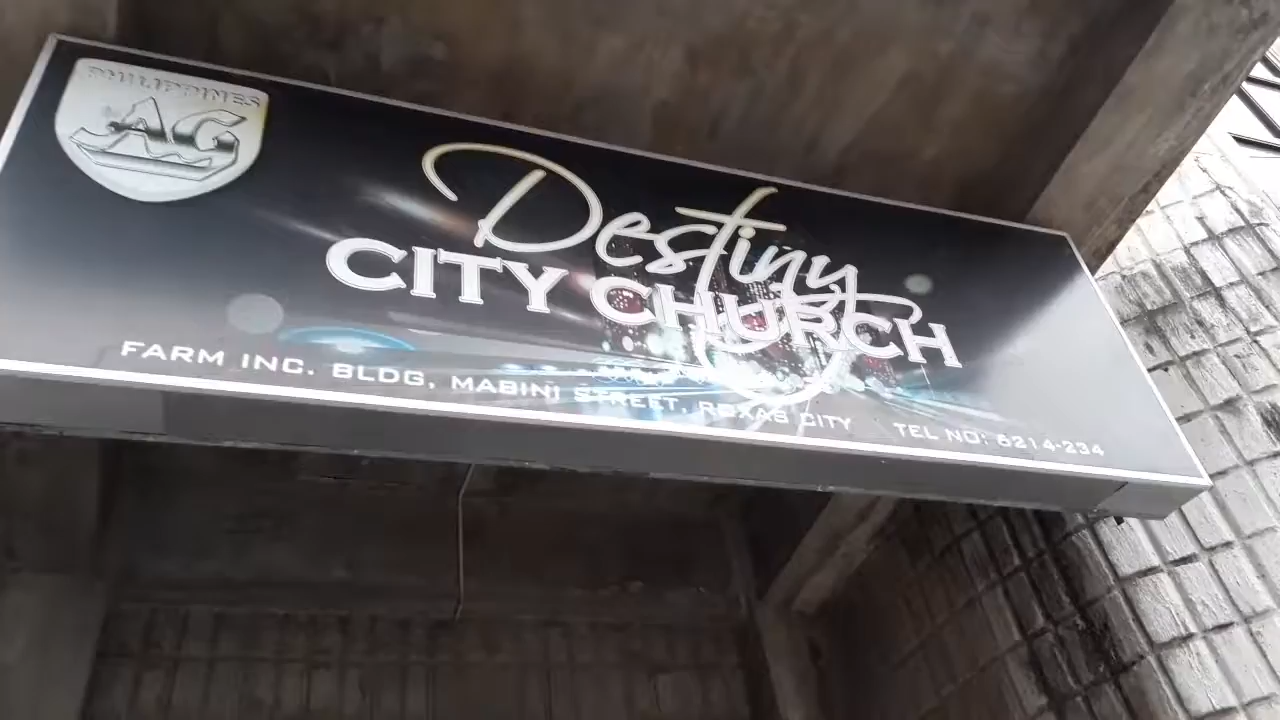 PHILIPPINES
AG
Destiny
CITY CHURCH
FARM INC. BLDG, MABINI STREET, ROXAS CITY TEL NO: 6214-234